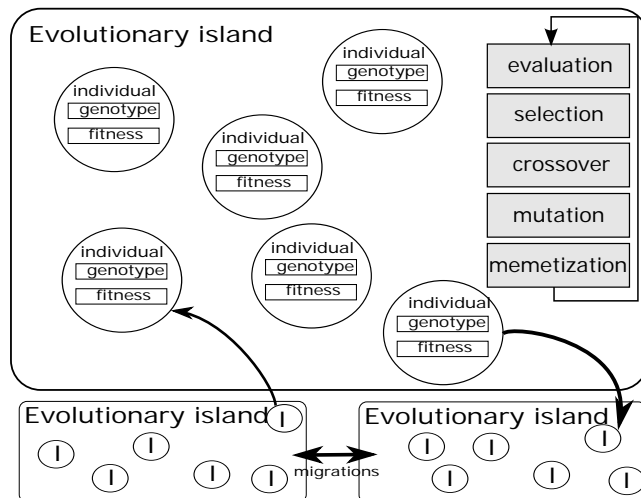 Evolutionary island
individual
genotype
fitness
individual
genotype
fitness
individual
genotype
fitness
individual
genotype
fitness
individual
genotype
fitness
individual
genotype
fitness
evaluation
selection
crossover
mutation
memetization
Evolutionary island
I
I
I
I
I
I
migrations
Evolutionary island
I
I
I
I
I
I
I